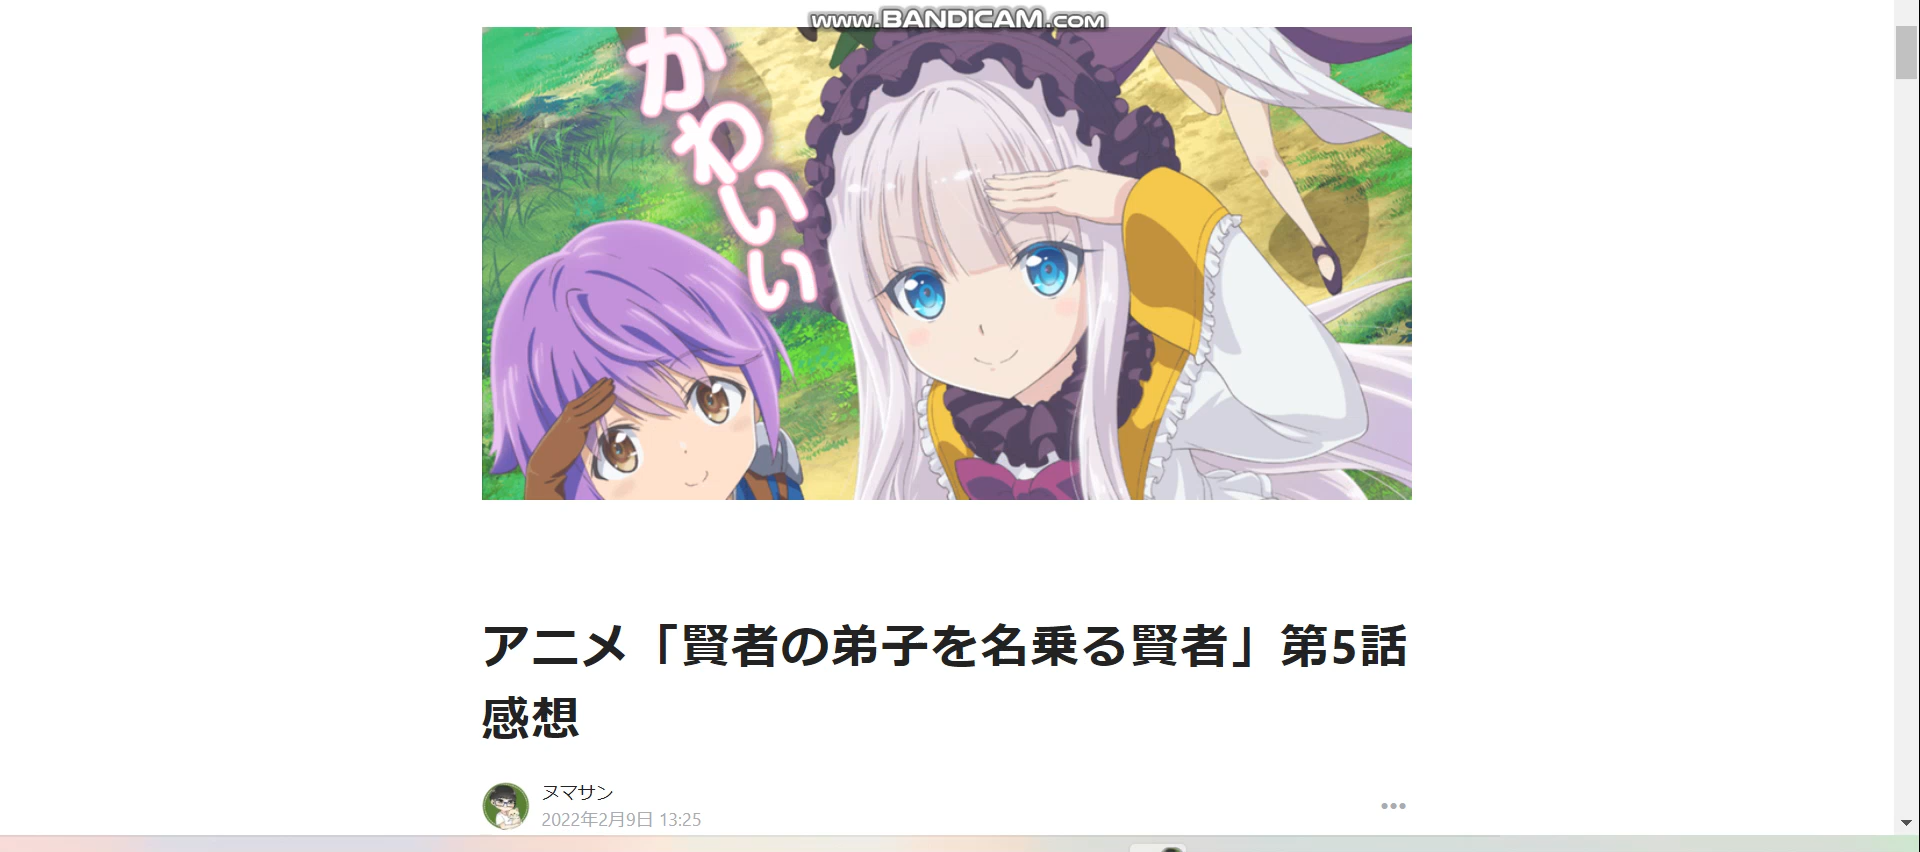 www.BANDICAM.com
かわいい
アニメ「賢者の弟子を名乗る賢者」第5話
感想
ヌマサン
2022年2月9日 13:25